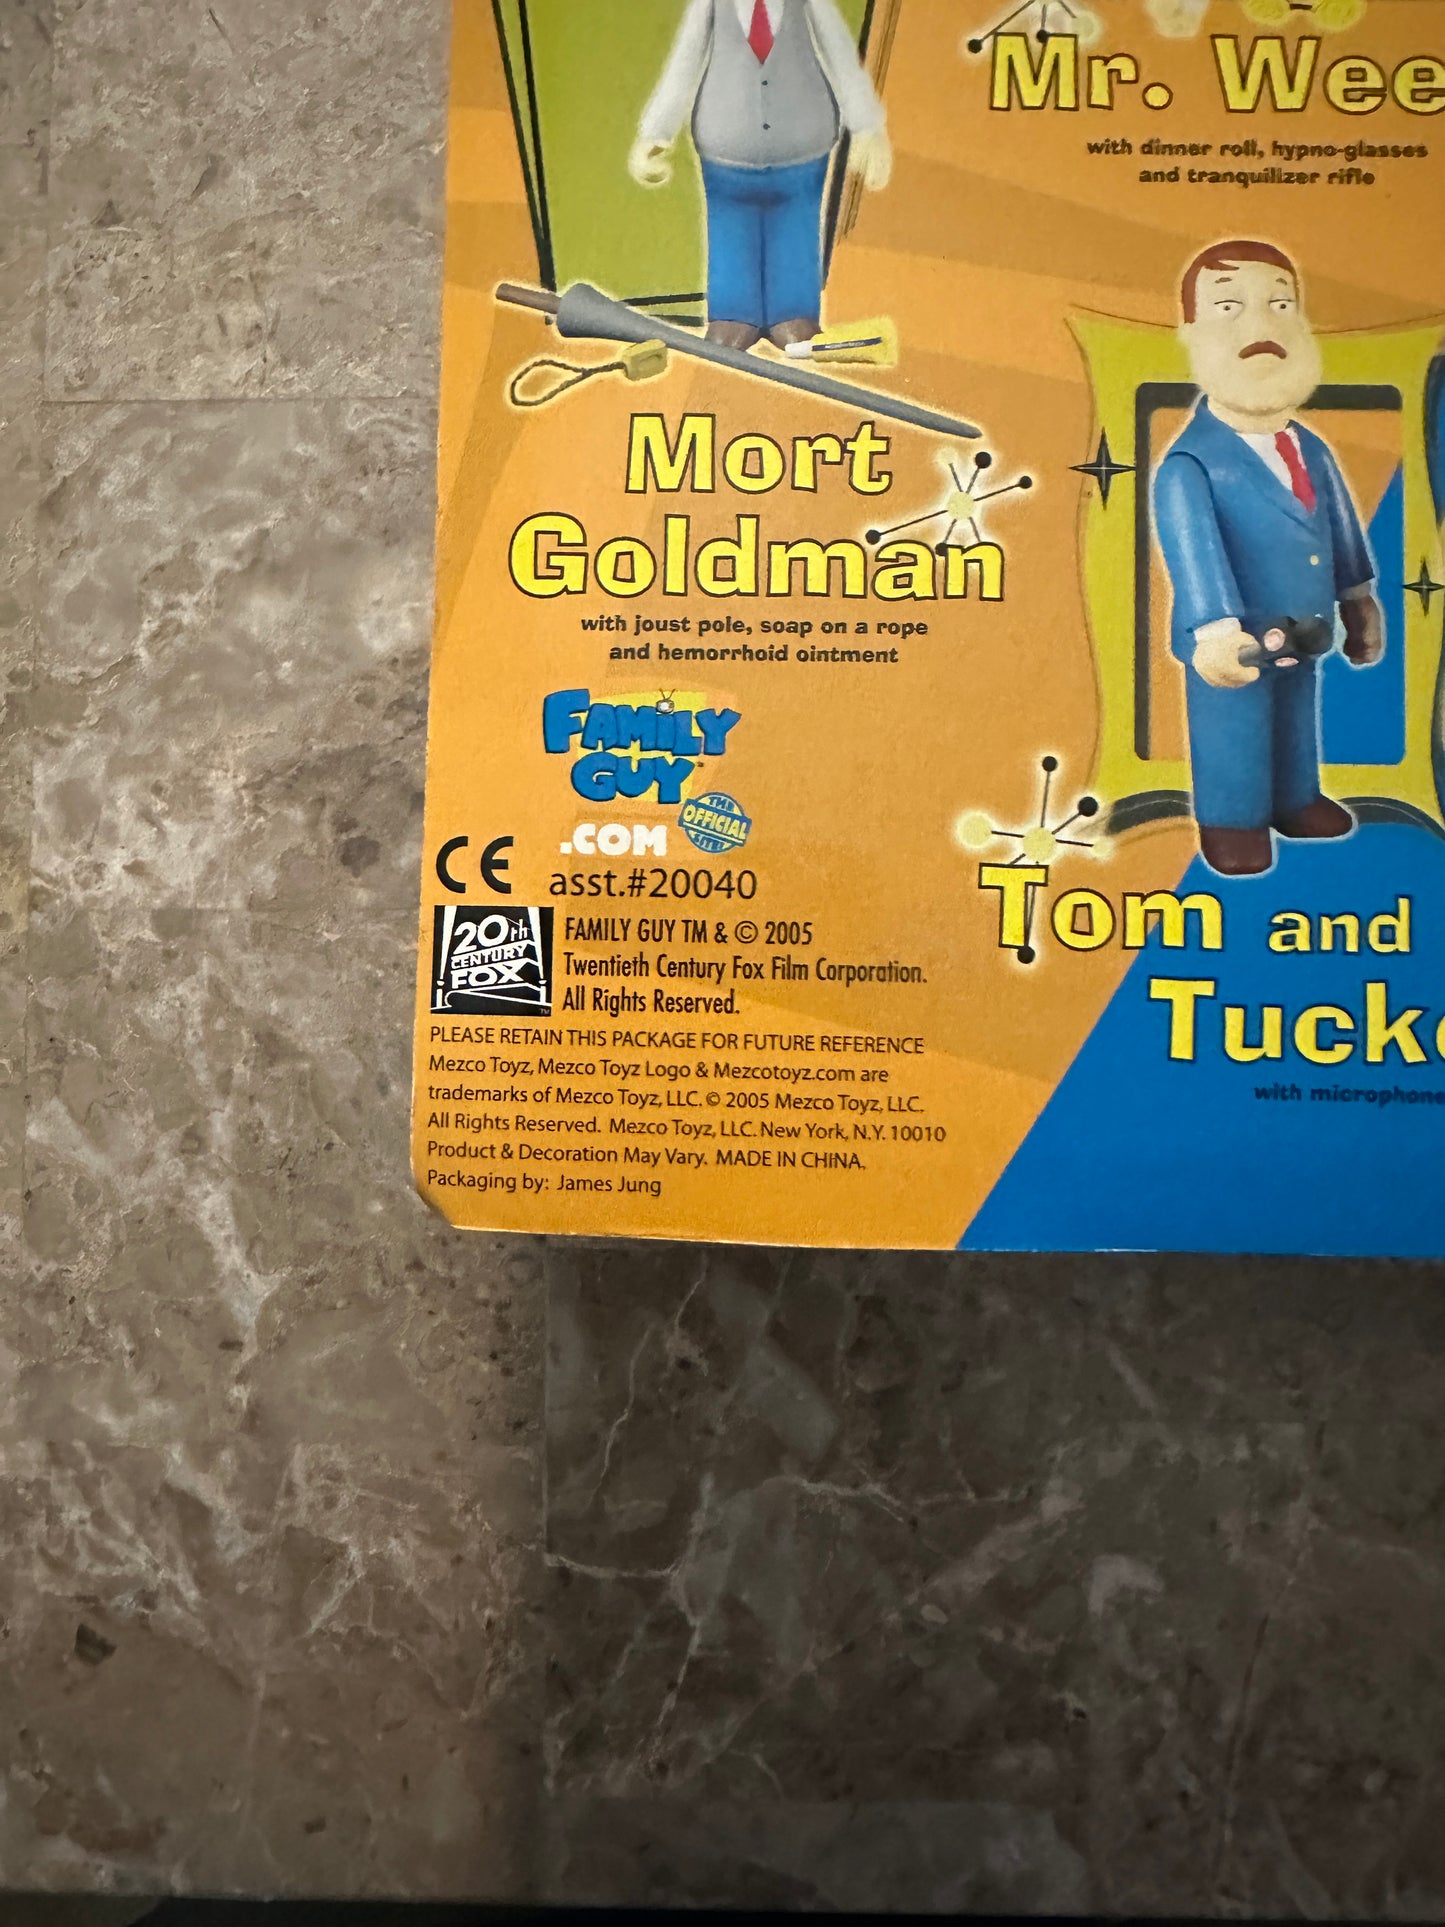 Mr. Wee
with dinner roll, hypno-glasses
and tranquilizer rifle
Mort
Goldman
with joust pole, soap on a rope
and hemorrhoid ointment
FAMILY
GUY™
.COM
THE
OFFICIAL
SITE!
CE
asst.#20040
20th
CENTURY
FOX
TM
FAMILY GUY TM & © 2005
Twentieth Century Fox Film Corporation.
All Rights Reserved.
PLEASE RETAIN THIS PACKAGE FOR FUTURE REFERENCE
Mezco Toyz, Mezco Toyz Logo & Mezcotoyz.com are
trademarks of Mezco Toyz, LLC. © 2005 Mezco Toyz, LLC.
All Rights Reserved. Mezco Toyz, LLC. New York, N.Y. 10010
Product & Decoration May Vary. MADE IN CHINA.
Packaging by: James Jung
Tom and
Tucke
with microphone